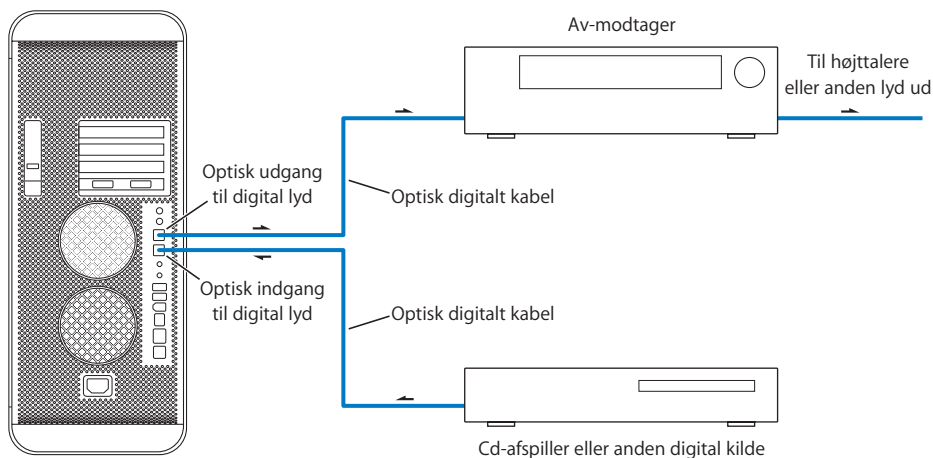 Av-modtager
Til højttalere
eller anden lyd ud
Optisk udgang
til digital lyd
Optisk digitalt kabel
Optisk indgang
til digital lyd
Optisk digitalt kabel
Cd-afspiller eller anden digital kilde